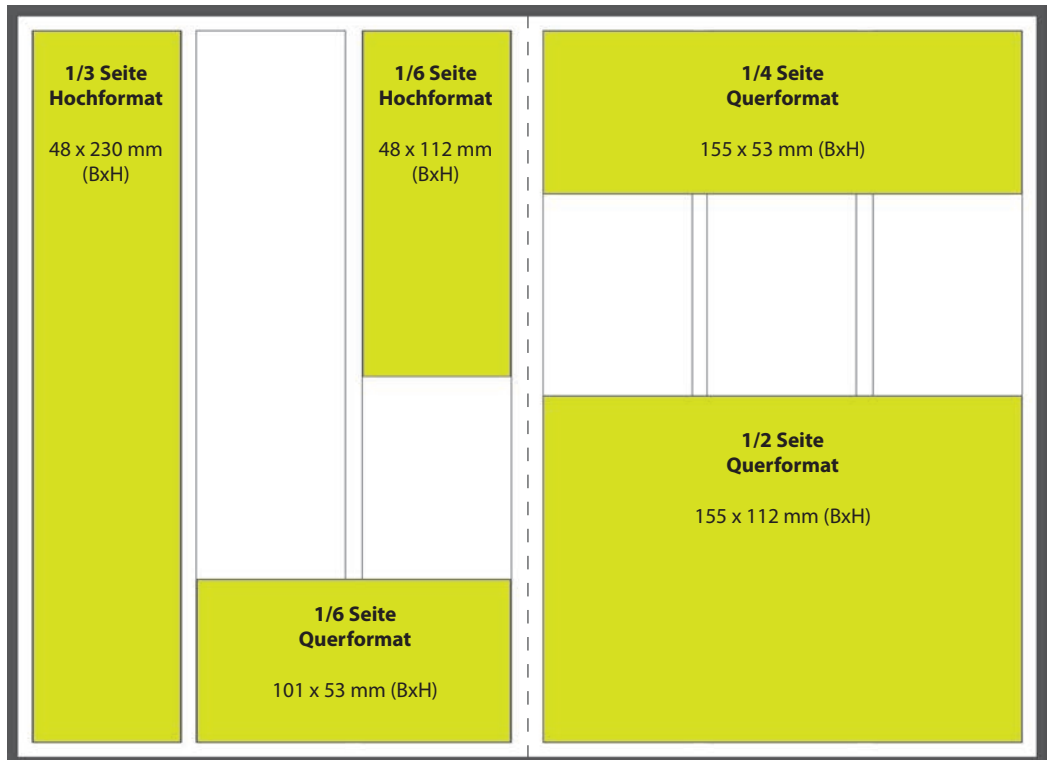 1/3 Seite
Hochformat
48 x 230 mm
(BxH)
1/6 Seite
Hochformat
48 x 112 mm
(BxH)
1/6 Seite
Querformat
101 x 53 mm (BxH)
1/4 Seite
Querformat
155 x 53 mm (BxH)
1/2 Seite
Querformat
155 x 112 mm (BxH)